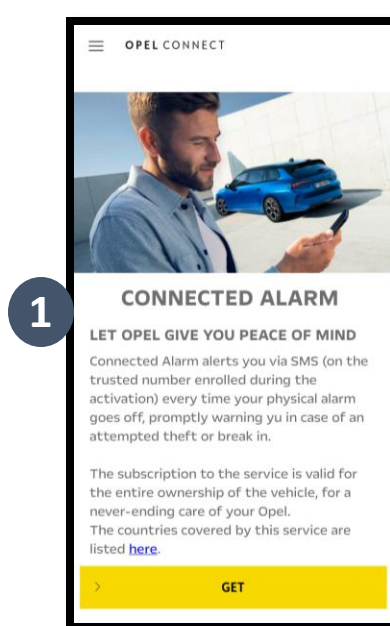 OPEL CONNECT
1
CONNECTED ALARM
LET OPEL GIVE YOU PEACE OF MIND
Connected Alarm alerts you via SMS (on the
trusted number enrolled during the
activation) every time your physical alarm
goes off, promptly warning yu in case of an
attempted theft or break in.
The subscription to the service is valid for
the entire ownership of the vehicle, for a
never-ending care of your Opel.
The countries covered by this service are
listed here.
> GET